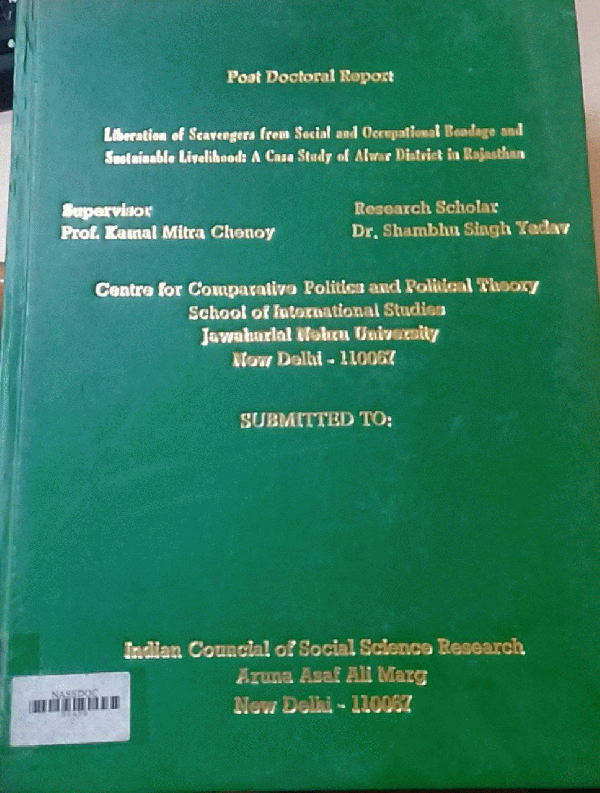 Post Doctoral Report
Liberation of Scavengers from Social and Occupational Bondage and
Sustainable Livelihood: A Case Study of Alwar District in Rajasthan
Supervisor
Prof. Kamal Mitra Chenoy
Research Scholar
Dr. Shambhu Singh Yadav
Centre for Comparative Politics and Political Theory
School of International Studies
Jawaharlal Nehru University
New Delhi - 110067
SUBMITTED TO:
Indian Councial of Social Science Research
Aruna Asaf Ali Marg
New Delhi - 110067
NASSDOC